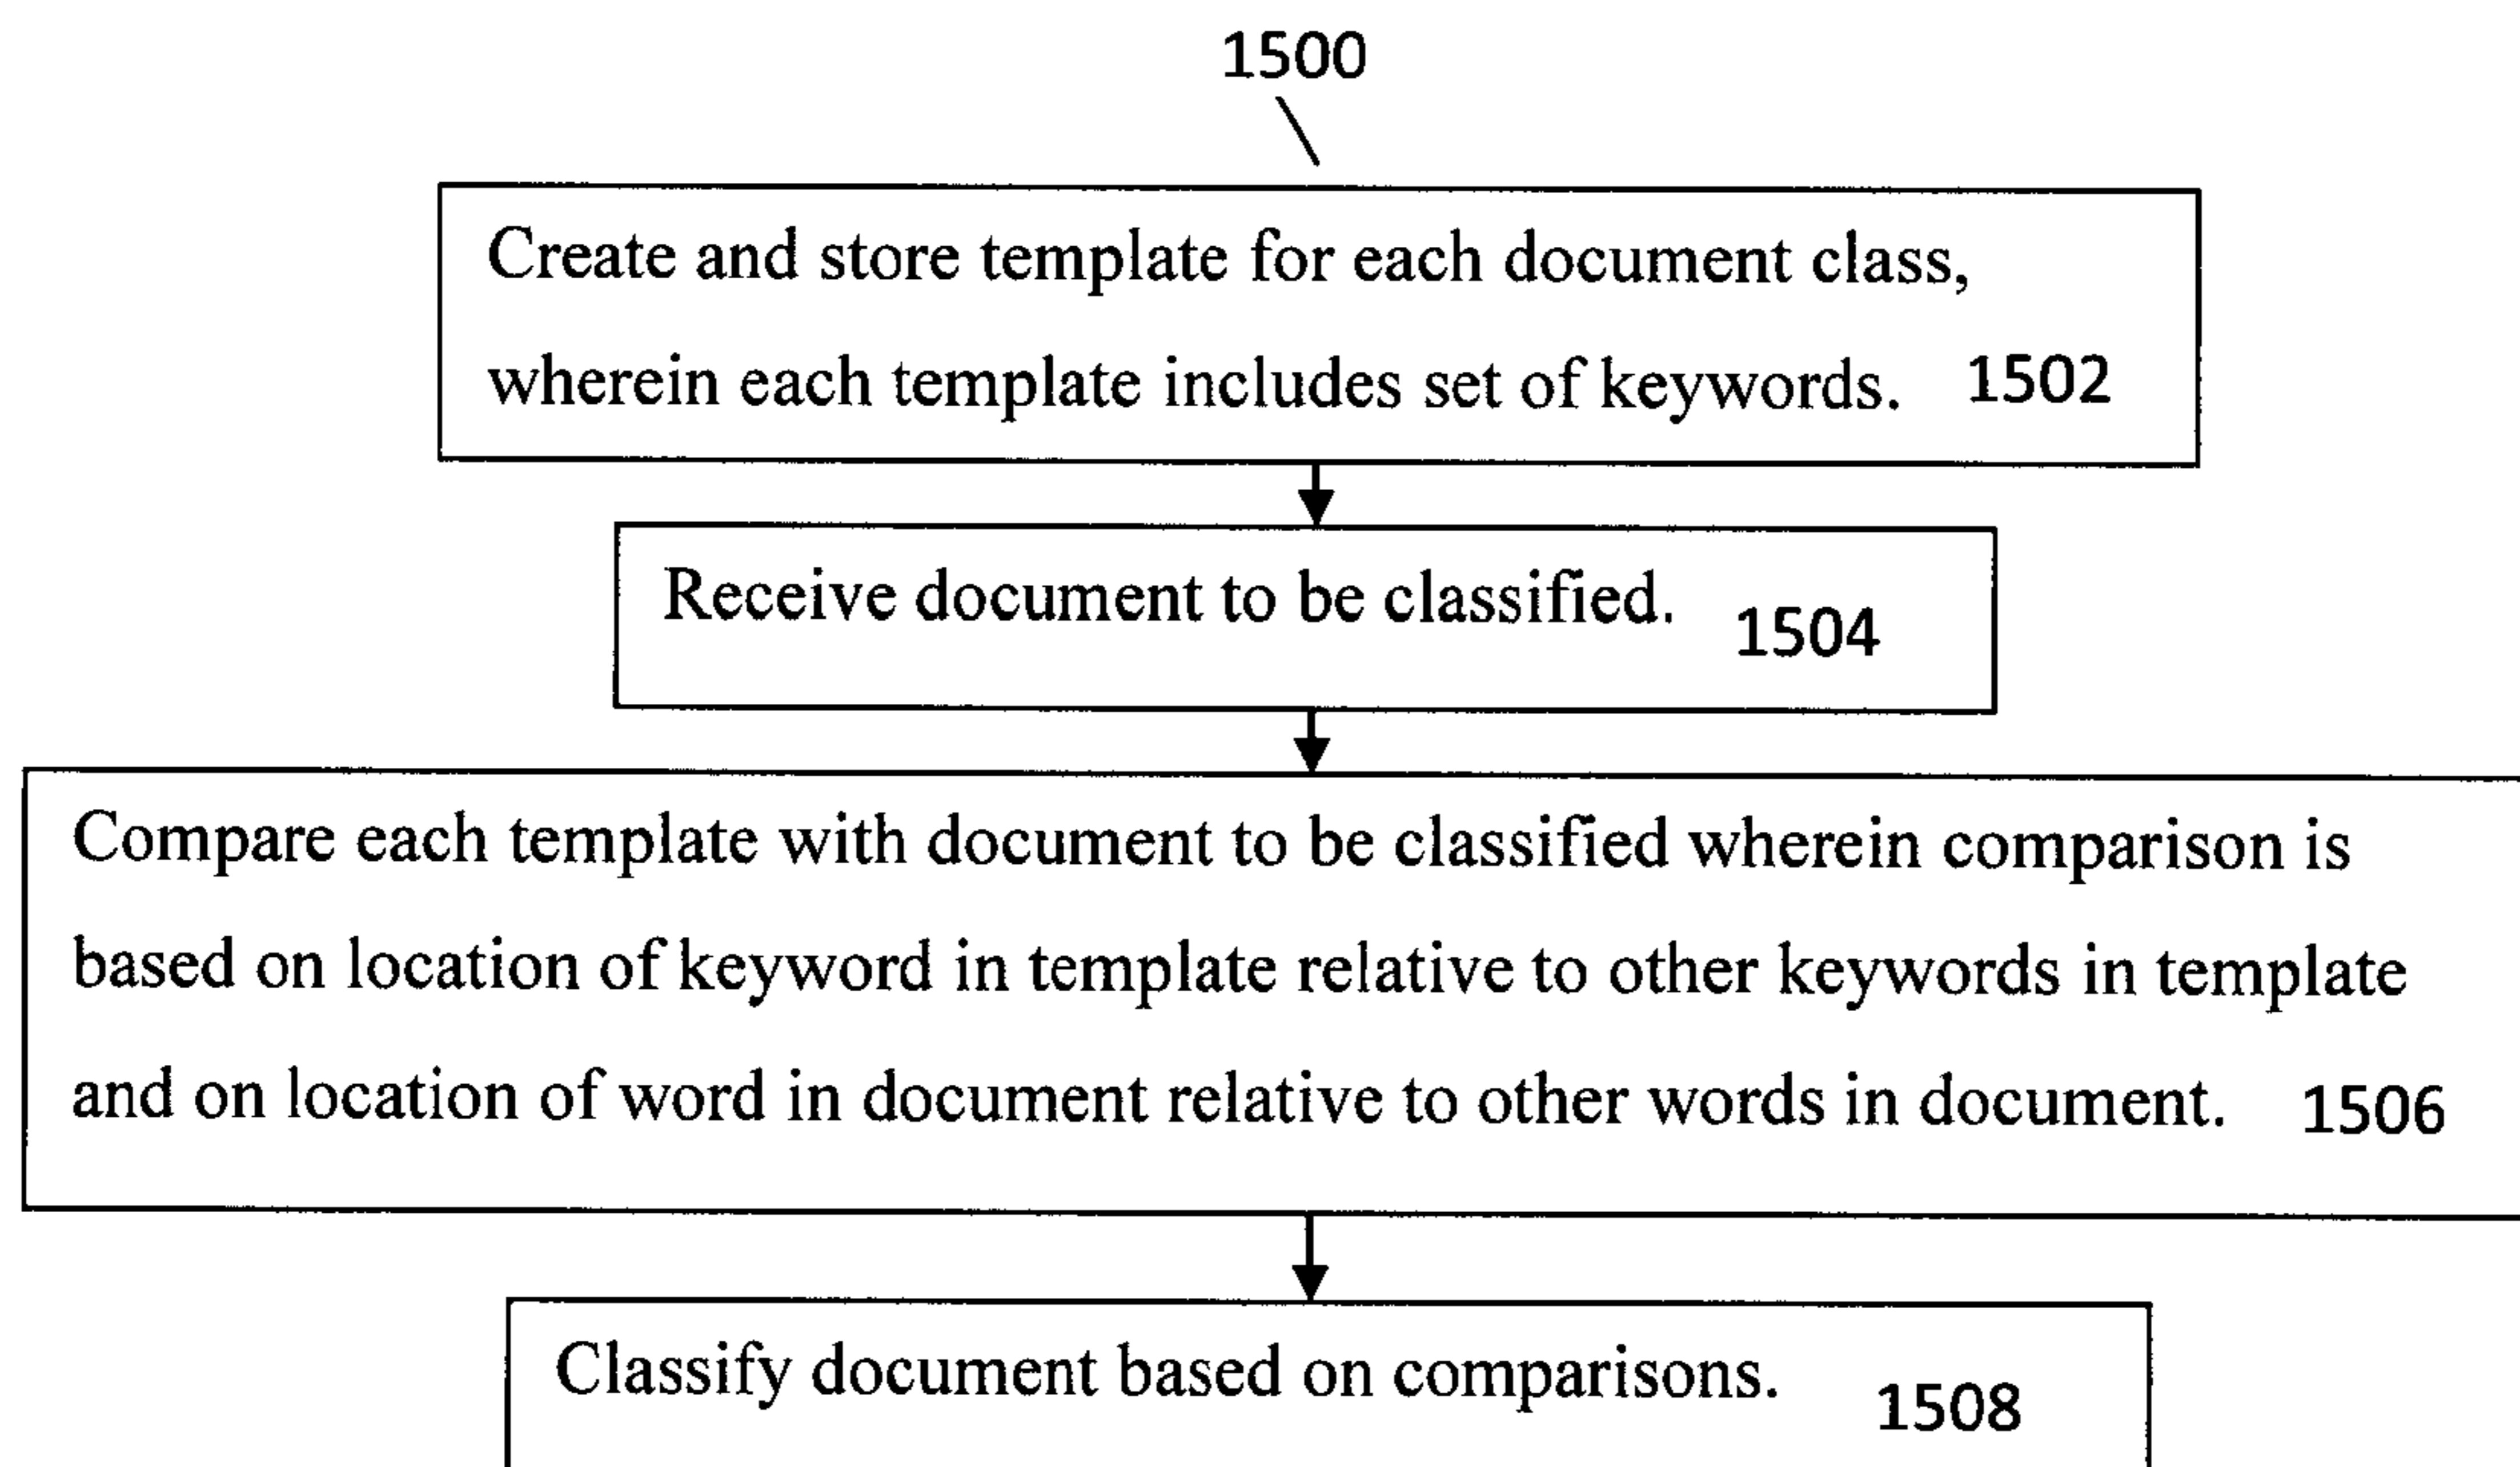 1500
Create and store template for each document class,
wherein each template includes set of keywords. 1502
Receive document to be classified. 1504
Compare each template with document to be classified wherein comparison is
based on location of keyword in template relative to other keywords in template
and on location of word in document relative to other words in document. 1506
Classify document based on comparisons. 1508